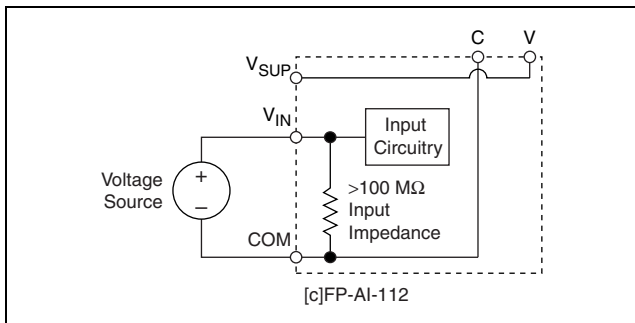 C V
VSUP
VIN
Input
Circuitry
Voltage
Source
+
–
>100 MΩ
Input
Impedance
COM
[c]FP-AI-112